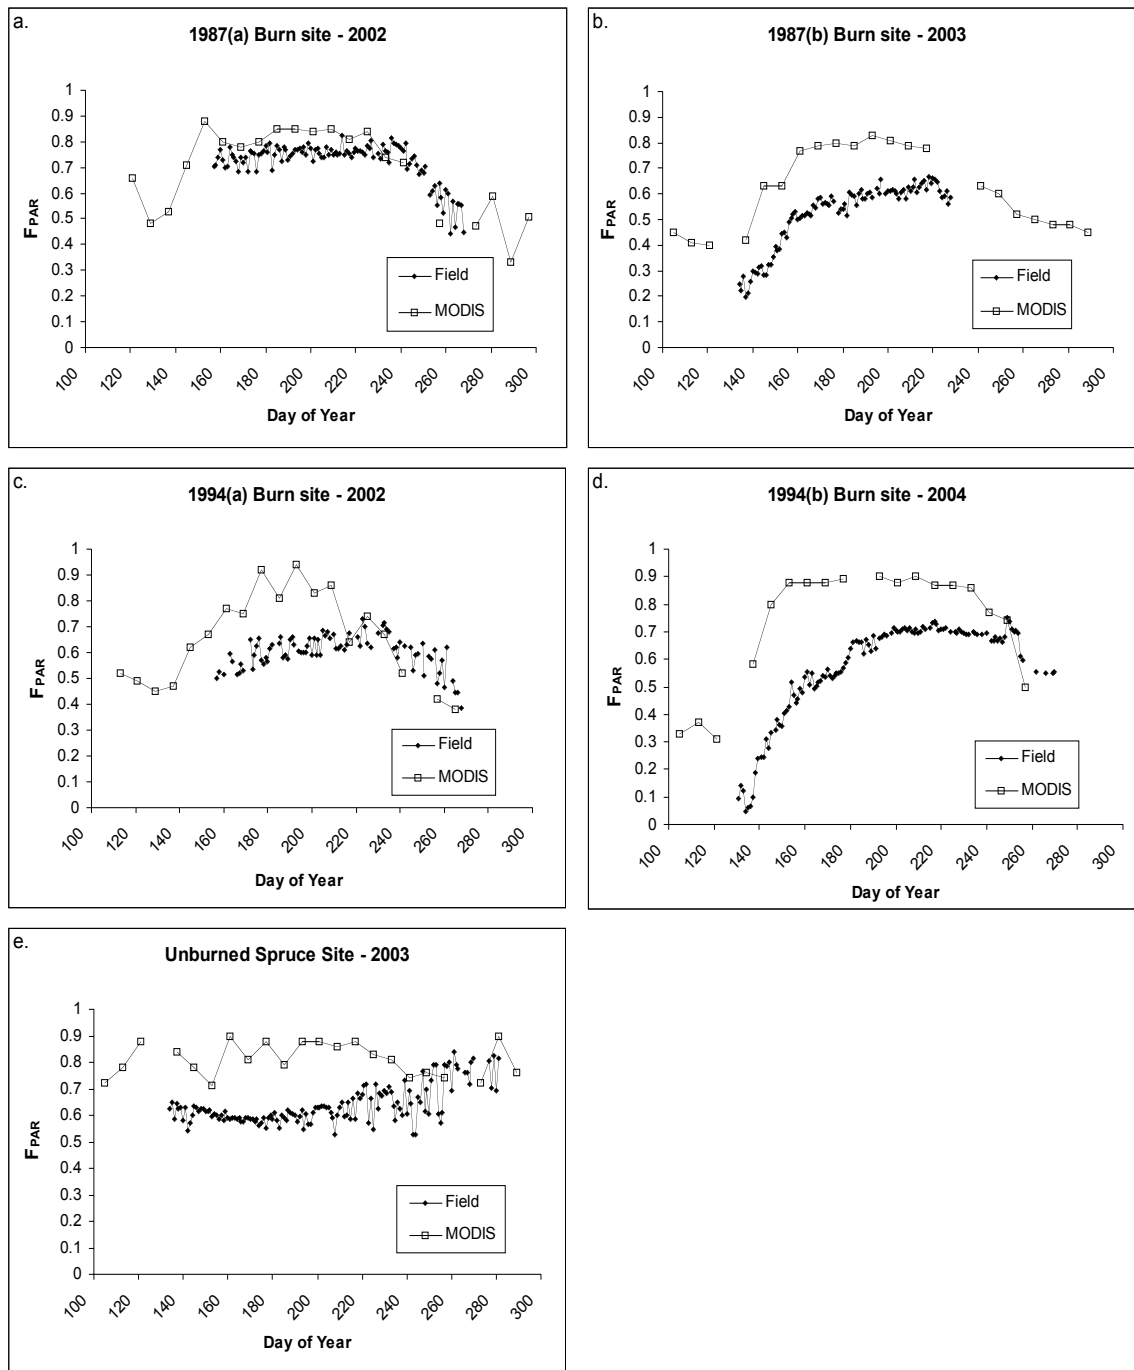 a.
1987(a) Burn site - 2002
1
0.9
0.8
0.7
0.6
0.5
0.4
0.3
0.2
0.1
0
FPAR
Field
MODIS
100 120 140 160 180 200 220 240 260 280 300
Day of Year
b.
1987(b) Burn site - 2003
1
0.9
0.8
0.7
0.6
0.5
0.4
0.3
0.2
0.1
0
FPAR
Field
MODIS
100 120 140 160 180 200 220 240 260 280 300
Day of Year
c.
1994(a) Burn site - 2002
1
0.9
0.8
0.7
0.6
0.5
0.4
0.3
0.2
0.1
0
FPAR
Field
MODIS
100 120 140 160 180 200 220 240 260 280 300
Day of Year
d.
1994(b) Burn site - 2004
1
0.9
0.8
0.7
0.6
0.5
0.4
0.3
0.2
0.1
0
FPAR
Field
MODIS
100 120 140 160 180 200 220 240 260 280 300
Day of Year
e.
Unburned Spruce Site - 2003
1
0.9
0.8
0.7
0.6
0.5
0.4
0.3
0.2
0.1
0
FPAR
Field
MODIS
100 120 140 160 180 200 220 240 260 280 300
Day of Year